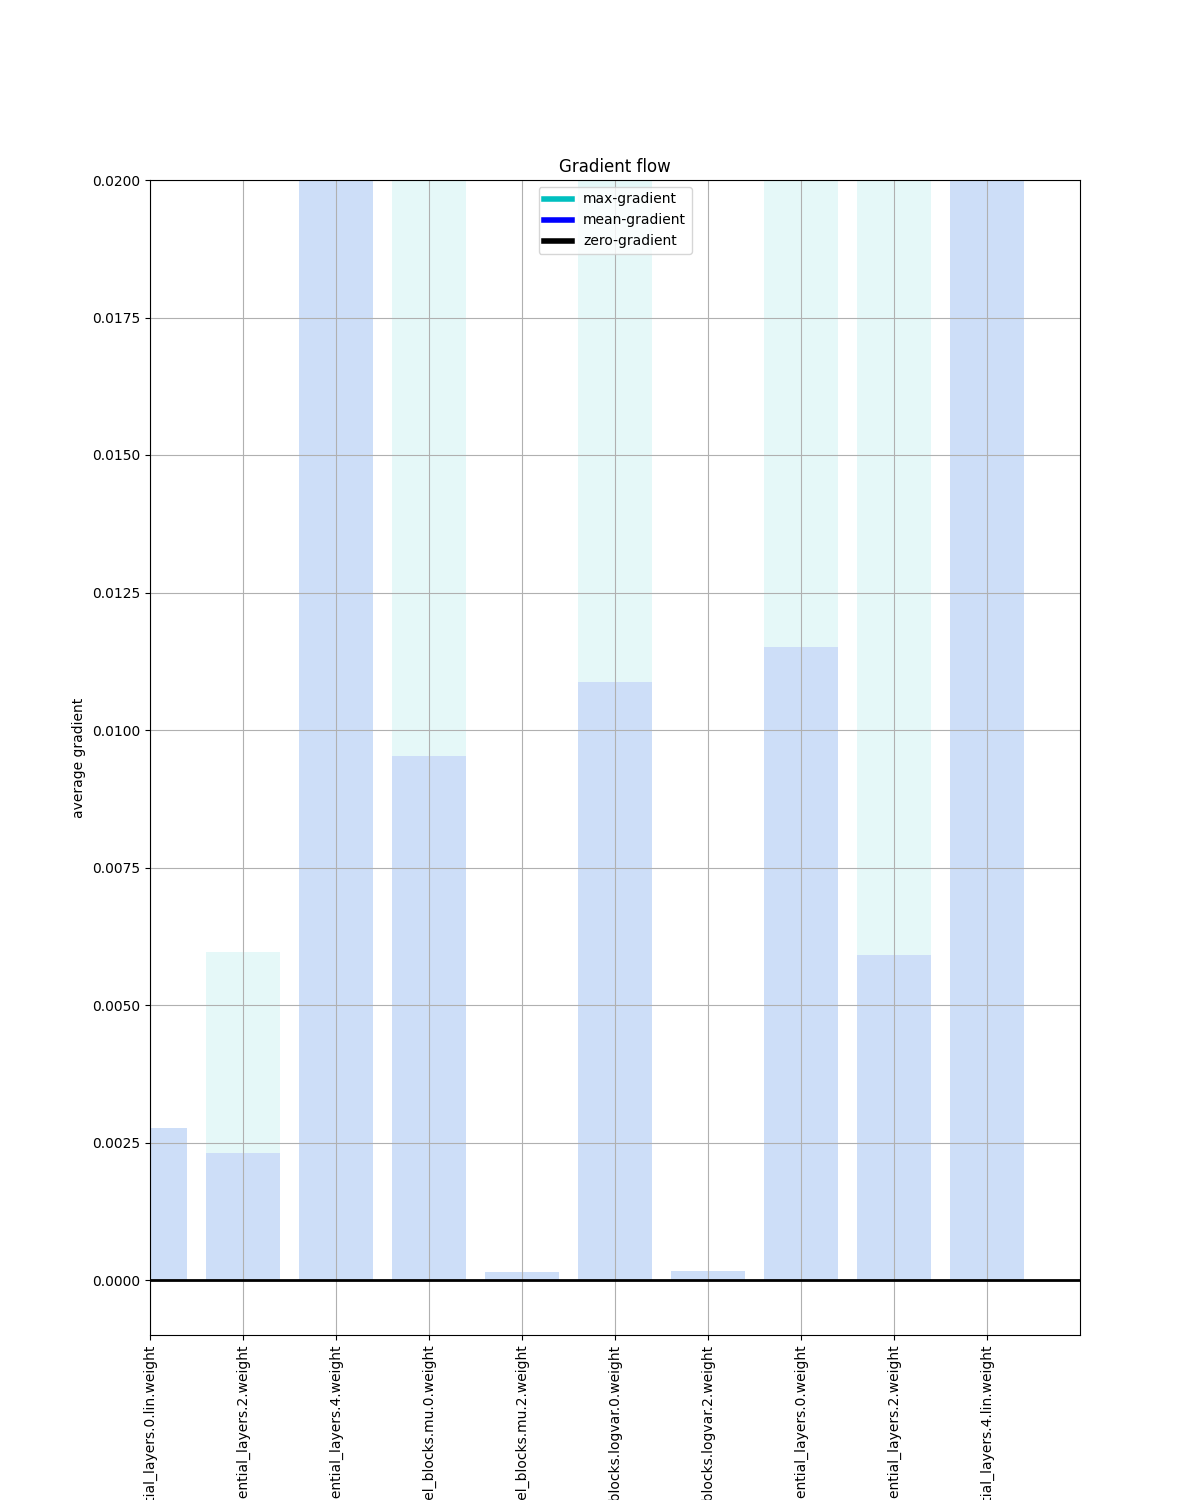 Gradient flow
max-gradient
mean-gradient
zero-gradient
0.0200
0.0175
0.0150
0.0125
0.0100
0.0075
0.0050
0.0025
0.0000
average gradient
tial_layers.0.lin.weight
ential_layers.2.weight
ential_layers.4.weight
el_blocks.mu.0.weight
el_blocks.mu.2.weight
blocks.logvar.0.weight
blocks.logvar.2.weight
ential_layers.0.weight
ential_layers.2.weight
tial_layers.4.lin.weight